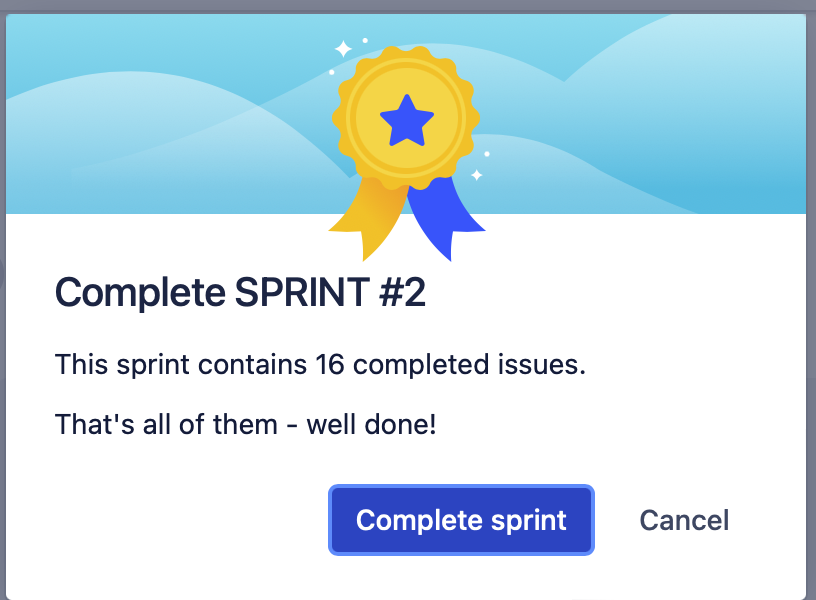 Complete SPRINT #2
This sprint contains 16 completed issues.
That's all of them - well done!
Complete sprint
Cancel